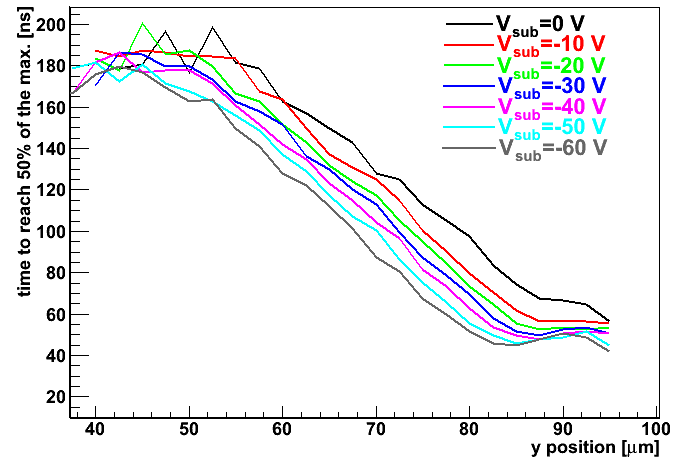 time to reach 50% of the max. [ns]
200
180
160
140
120
100
80
60
40
20
V_sub=0 V
V_sub=-10 V
V_sub=-20 V
V_sub=-30 V
V_sub=-40 V
V_sub=-50 V
V_sub=-60 V
40 50 60 70 80 90 100
y position [μm]